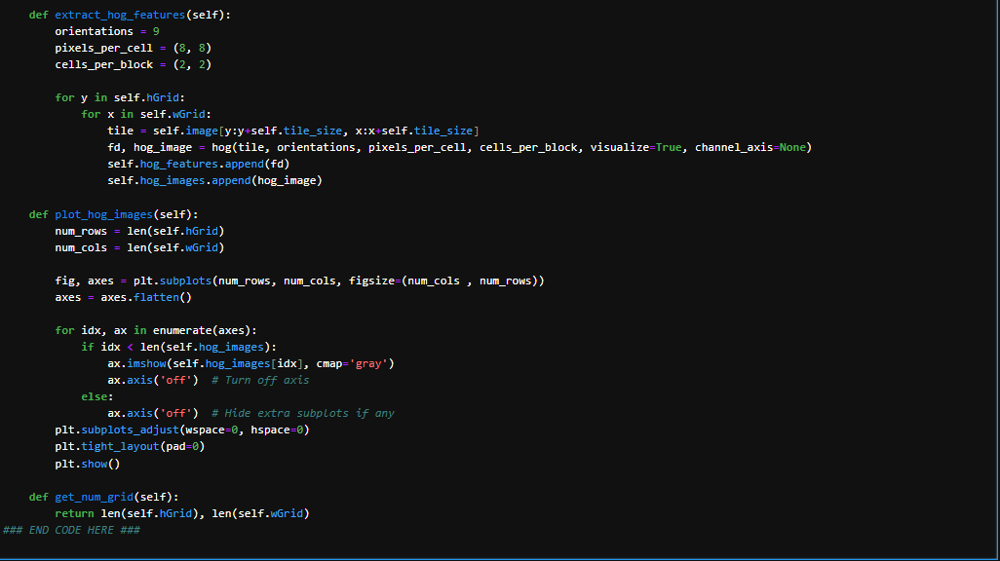 def extract_hog_features(self):
        orientations = 9
        pixels_per_cell = (8, 8)
        cells_per_block = (2, 2)

        for y in self.hGrid:
            for x in self.wGrid:
                tile = self.image[y:y+self.tile_size, x:x+self.tile_size]
                fd, hog_image = hog(tile, orientations, pixels_per_cell, cells_per_block, visualize=True, channel_axis=None)
                self.hog_features.append(fd)
                self.hog_images.append(hog_image)

    def plot_hog_images(self):
        num_rows = len(self.hGrid)
        num_cols = len(self.wGrid)

        fig, axes = plt.subplots(num_rows, num_cols, figsize=(num_cols , num_rows))
        axes = axes.flatten()

        for idx, ax in enumerate(axes):
            if idx < len(self.hog_images):
                ax.imshow(self.hog_images[idx], cmap='gray')
                ax.axis('off')  # Turn off axis
            else:
                ax.axis('off')  # Hide extra subplots if any
        plt.subplots_adjust(wspace=0, hspace=0)
        plt.tight_layout(pad=0)
        plt.show()

    def get_num_grid(self):
        return len(self.hGrid), len(self.wGrid)
### END CODE HERE ###